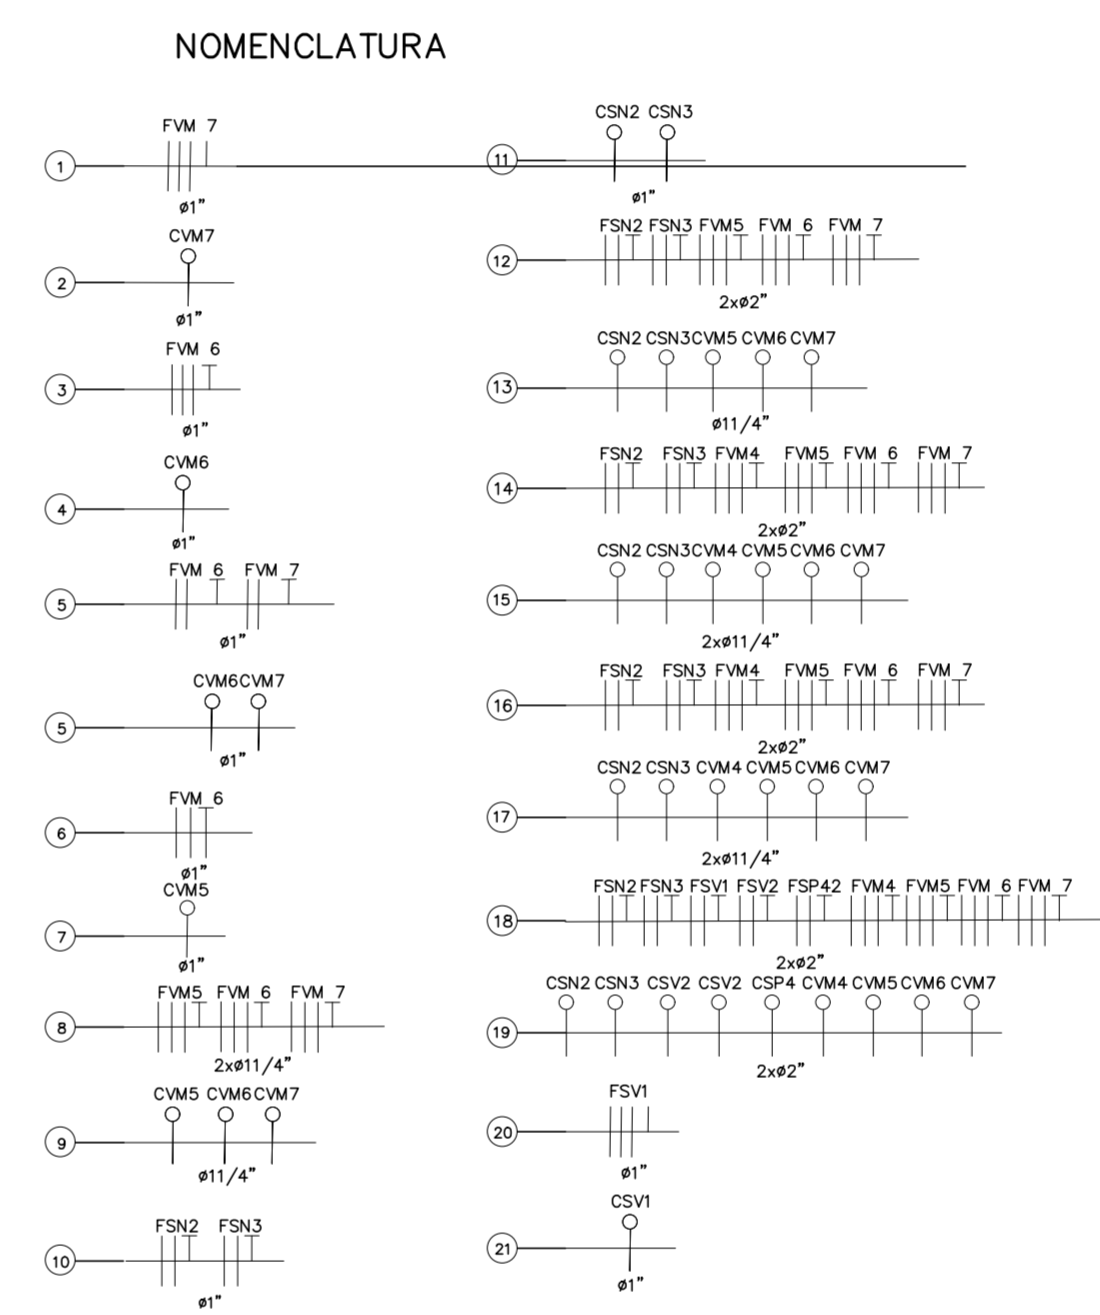 NOMENCLATURA
FVM 7
1
ø1"
CVM7
2
ø1"
FVM 6
3
ø1"
CVM6
4
ø1"
FVM 6 FVM 7
5
ø1"
CVM6 CVM7
5
ø1"
FVM 6
6
ø1"
CVM5
7
ø1"
FVM5 FVM 6 FVM 7
8
2xø11/4"
CVM5 CVM6 CVM7
9
ø11/4"
FSN2 FSN3
10
ø1"
CSN2 CSN3
11
ø1"
FSN2 FSN3 FVM5 FVM 6 FVM 7
12
2xø2"
CSN2 CSN3 CVM5 CVM6 CVM7
13
ø11/4"
FSN2 FSN3 FVM4 FVM5 FVM 6 FVM 7
14
2xø2"
CSN2 CSN3 CVM4 CVM5 CVM6 CVM7
15
2xø11/4"
FSN2 FSN3 FVM4 FVM5 FVM 6 FVM 7
16
2xø2"
CSN2 CSN3 CVM4 CVM5 CVM6 CVM7
17
2xø11/4"
FSN2 FSN3 FSV1 FSV2 FSP42 FVM4 FVM5 FVM 6 FVM 7
18
2xø2"
CSN2 CSN3 CSV2 CSV2 CSP4 CVM4 CVM5 CVM6 CVM7
19
2xø2"
FSV1
20
ø1"
CSV1
21
ø1"